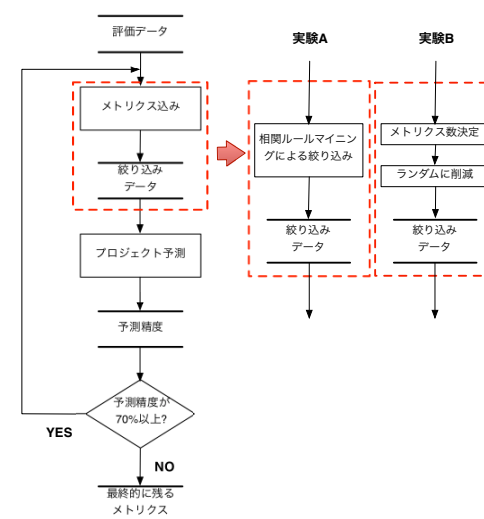 評価データ
メトリクス込み
絞り込み
データ
プロジェクト予測
予測精度
予測精度が
70%以上?
YES
NO
最終的に残る
メトリクス
実験A
相関ルールマイニン
グによる絞り込み
絞り込み
データ
実験B
メトリクス数決定
ランダムに削減
絞り込み
データ